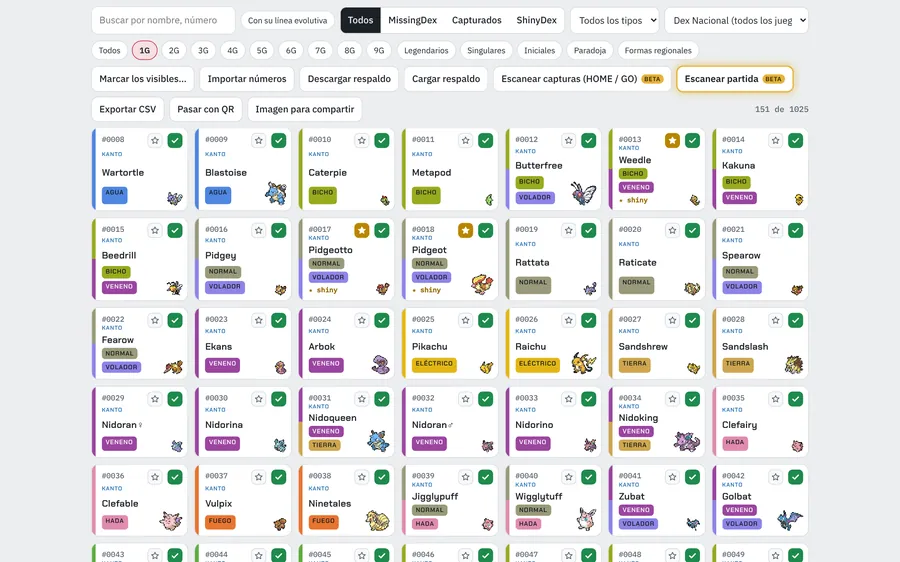 Buscar por nombre, número
Con su línea evolutiva
Todos MissingDex Capturados ShinyDex
Todos los tipos
Dex Nacional (todos los jueg
Todos 1G 2G 3G 4G 5G 6G 7G 8G 9G Legendarios Singulares Iniciales Paradoja Formas regionales
Marcar los visibles... Importar números Descargar respaldo Cargar respaldo Escanear capturas (HOME / GO) BETA Escanear partida BETA
Exportar CSV Pasar con QR Imagen para compartir 151 de 1025
#0008
KANTO
Wartortle
AGUA
#0009
KANTO
Blastoise
AGUA
#0010
KANTO
Caterpie
BICHO
#0011
KANTO
Metapod
BICHO
#0012
KANTO
Butterfree
BICHO
VOLADOR
#0013
KANTO
Weedle
BICHO
VENENO
✦ shiny
#0014
KANTO
Kakuna
BICHO
VENENO
#0015
KANTO
Beedrill
BICHO
VENENO
#0016
KANTO
Pidgey
NORMAL
VOLADOR
#0017
KANTO
Pidgeotto
NORMAL
VOLADOR
✦ shiny
#0018
KANTO
Pidgeot
NORMAL
VOLADOR
✦ shiny
#0019
KANTO
Rattata
NORMAL
#0020
KANTO
Raticate
NORMAL
#0021
KANTO
Spearow
NORMAL
VOLADOR
#0022
KANTO
Fearow
NORMAL
VOLADOR
#0023
KANTO
Ekans
VENENO
#0024
KANTO
Arbok
VENENO
#0025
KANTO
Pikachu
ELÉCTRICO
#0026
KANTO
Raichu
ELÉCTRICO
#0027
KANTO
Sandshrew
TIERRA
#0028
KANTO
Sandslash
TIERRA
#0029
KANTO
Nidoran♀
VENENO
#0030
KANTO
Nidorina
VENENO
#0031
KANTO
Nidoqueen
VENENO
TIERRA
#0032
KANTO
Nidoran♂
VENENO
#0033
KANTO
Nidorino
VENENO
#0034
KANTO
Nidoking
VENENO
TIERRA
#0035
KANTO
Clefairy
HADA
#0036
KANTO
Clefable
HADA
#0037
KANTO
Vulpix
FUEGO
#0038
KANTO
Ninetales
FUEGO
#0039
KANTO
Jigglypuff
NORMAL
HADA
#0040
KANTO
Wigglytuff
NORMAL
HADA
#0041
KANTO
Zubat
VENENO
VOLADOR
#0042
KANTO
Golbat
VENENO
VOLADOR
#0043 #0044 #0045 #0046 #0047 #0048 #0049